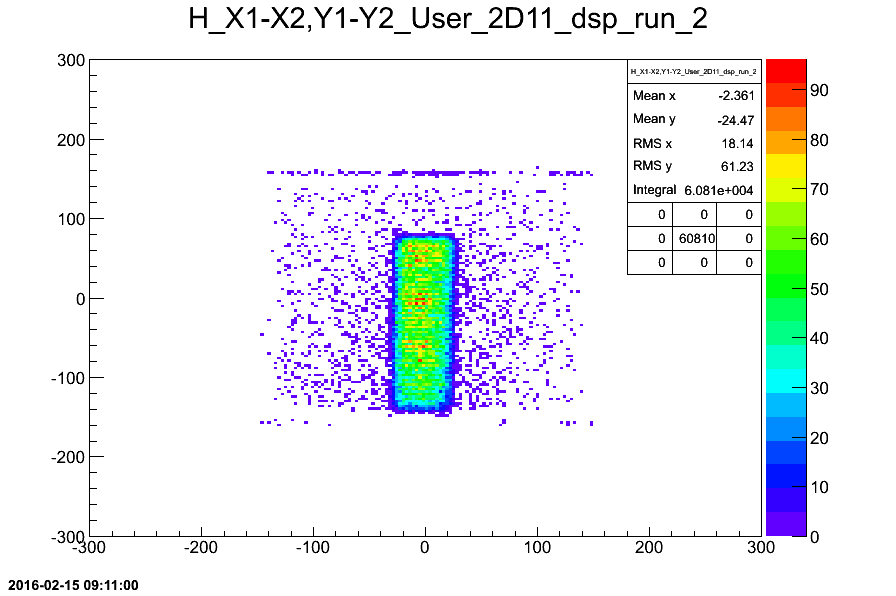 H_X1-X2,Y1-Y2_User_2D11_dsp_run_2
H_X1-X2,Y1-Y2_User_2D11_dsp_run_2
Mean x -2.361
Mean y -24.47
RMS x 18.14
RMS y 61.23
Integral 6.081e+004
0 0 0
0 60810 0
0 0 0
300
200
100
0
-100
-200
-300
-300 -200 -100 0 100 200 300
90
80
70
60
50
40
30
20
10
0
2016-02-15 09:11:00